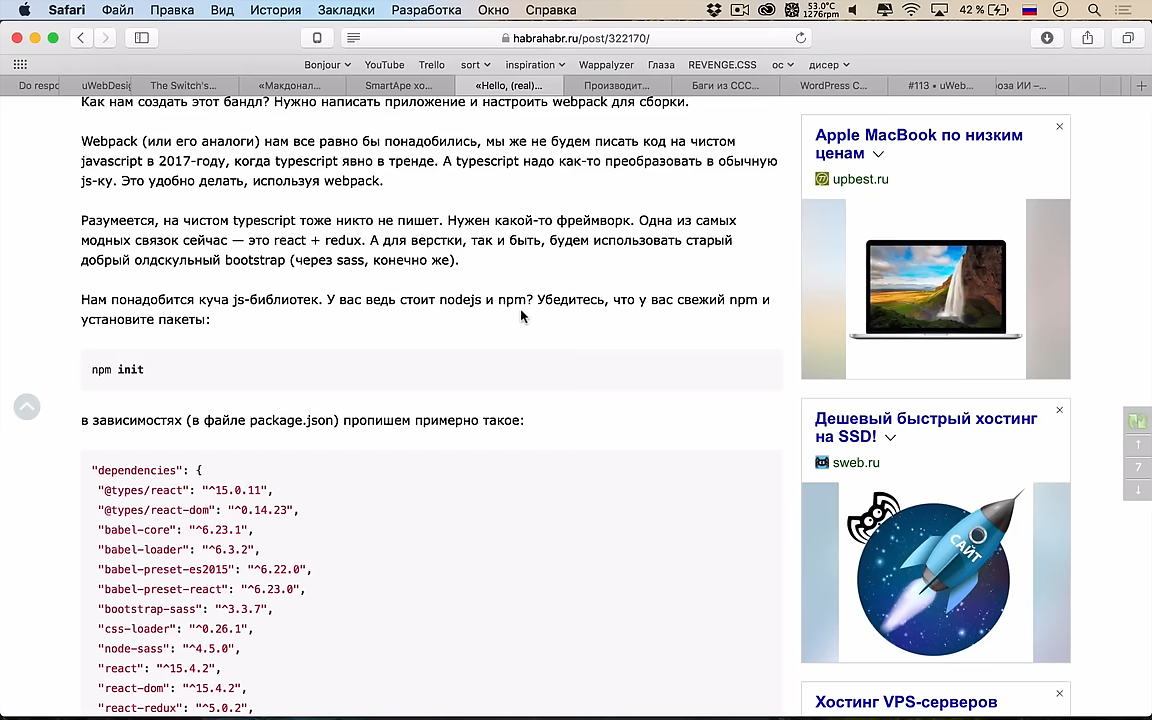 Safari Файл Правка Вид История Закладки Разработка Окно Справка
53.0°C
1276rpm
42 %
habrahabr.ru/post/322170/
Bonjour YouTube Trello sort inspiration Wappalyzer Глаза REVENGE.CSS ос дисер
Do respo uWebDesig The Switch's... «Макдонал... SmartApe хо... «Hello, (real)... Производит... Баги из CCC... WordPress C... #113 • uWeb... юза ИИ –...
Как нам создать этот бандл? Нужно написать приложение и настроить webpack для сборки.
Webpack (или его аналоги) нам все равно бы понадобились, мы же не будем писать код на чистом
javascript в 2017-году, когда typescript явно в тренде. А typescript надо как-то преобразовать в обычную
js-ку. Это удобно делать, используя webpack.
Разумеется, на чистом typescript тоже никто не пишет. Нужен какой-то фреймворк. Одна из самых
модных связок сейчас — это react + redux. А для верстки, так и быть, будем использовать старый
добрый олдскульный bootstrap (через sass, конечно же).
Нам понадобится куча js-библиотек. У вас ведь стоит nodejs и npm? Убедитесь, что у вас свежий npm и
установите пакеты:
npm init
в зависимостях (в файле package.json) пропишем примерно такое:
"dependencies": {
"@types/react": "^15.0.11",
"@types/react-dom": "^0.14.23",
"babel-core": "^6.23.1",
"babel-loader": "^6.3.2",
"babel-preset-es2015": "^6.22.0",
"babel-preset-react": "^6.23.0",
"bootstrap-sass": "^3.3.7",
"css-loader": "^0.26.1",
"node-sass": "^4.5.0",
"react": "^15.4.2",
"react-dom": "^15.4.2",
"react-redux": "^5.0.2",
Apple MacBook по низким
ценам
upbest.ru
Дешевый быстрый хостинг
на SSD!
sweb.ru
САЙТ
Хостинг VPS-серверов
7